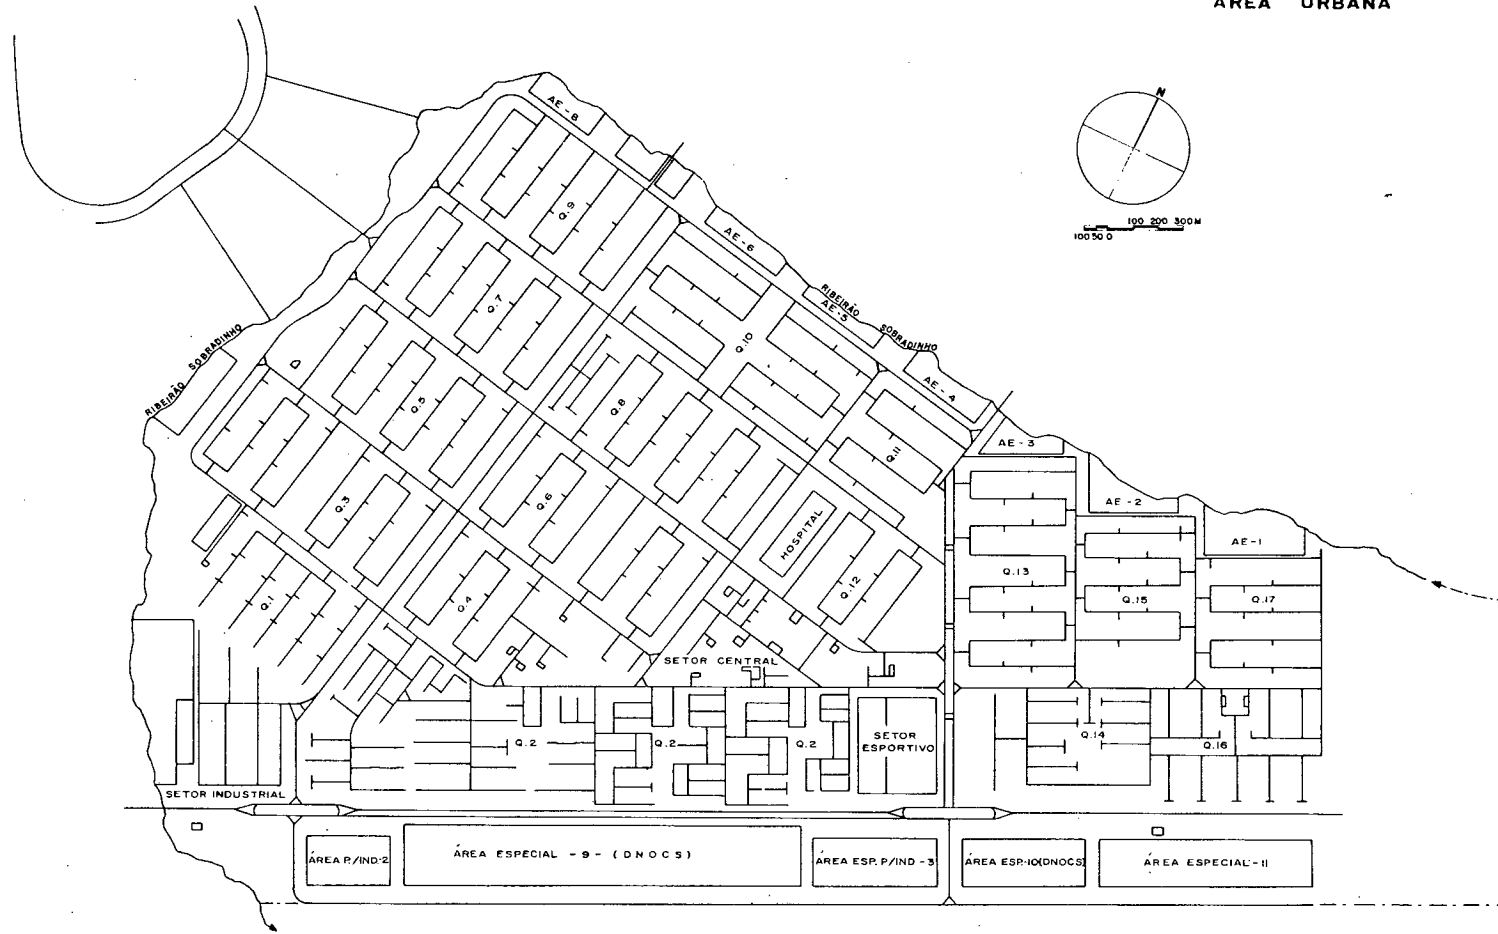 ÁREA URBANA
N
100 200 300M
100 50 0
AE-8
AE-6
RIBEIRÃO SOBRADINHO
AE-5
AE-4
AE-3
AE-2
AE-1
RIBEIRÃO SOBRADINHO
Q.9
Q.7
Q.10
Q.5
Q.8
Q.11
Q.3
Q.6
HOSPITAL
Q.1
Q.4
Q.12
Q.13
Q.15
Q.17
SETOR CENTRAL
Q.2
Q.2
Q.2
SETOR
ESPORTIVO
Q.14
Q.16
SETOR INDUSTRIAL
ÁREA P/IND-2
ÁREA ESPECIAL -9- (DNOCS)
ÁREA ESP. P/IND-3
ÁREA ESP.-10(DNOCS)
ÁREA ESPECIAL-11